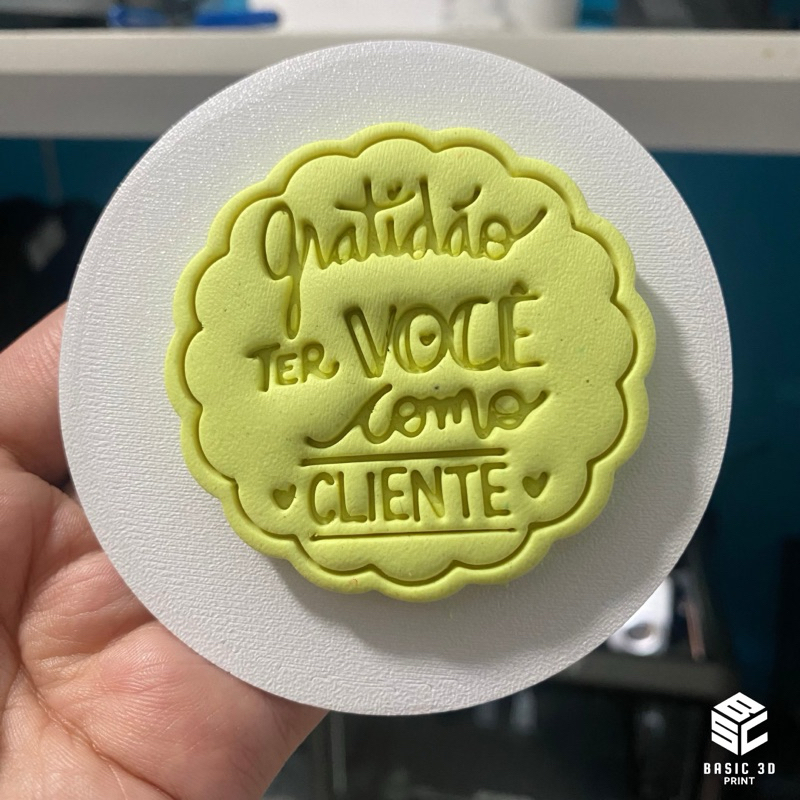 gratidão
TER VOCÊ
como
CLIENTE
BASIC 3D
PRINT